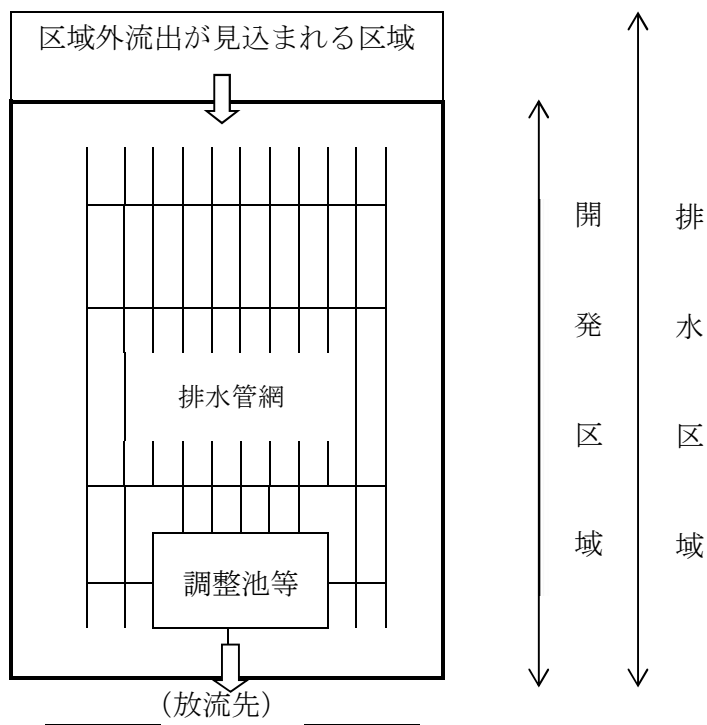 区域外流出が見込まれる区域
排水管網
調整池等
（放流先）
開発区域
排水区域